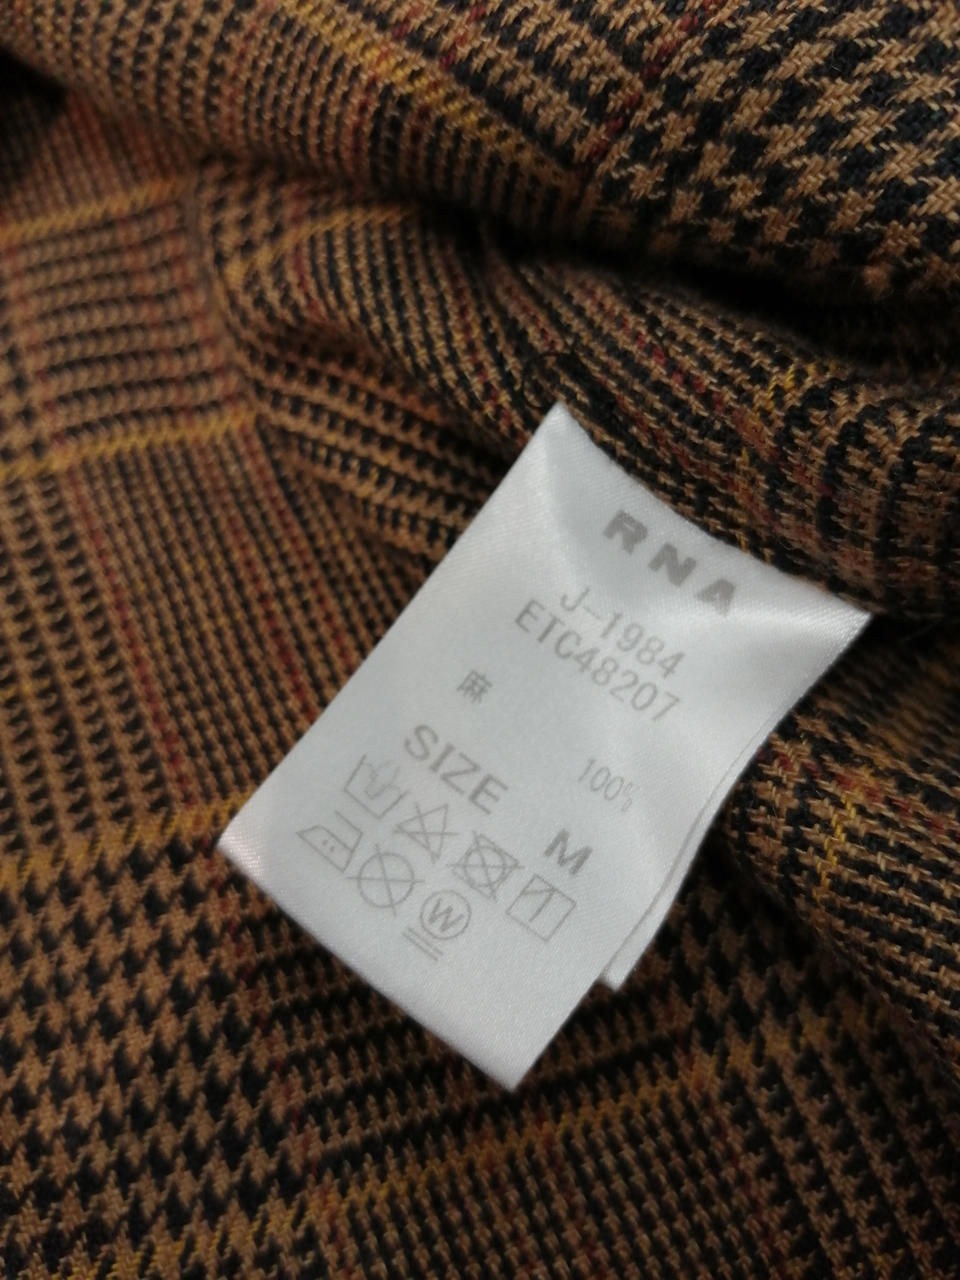 RNA
J-1984
ETC48207
麻 100%
SIZE M
W